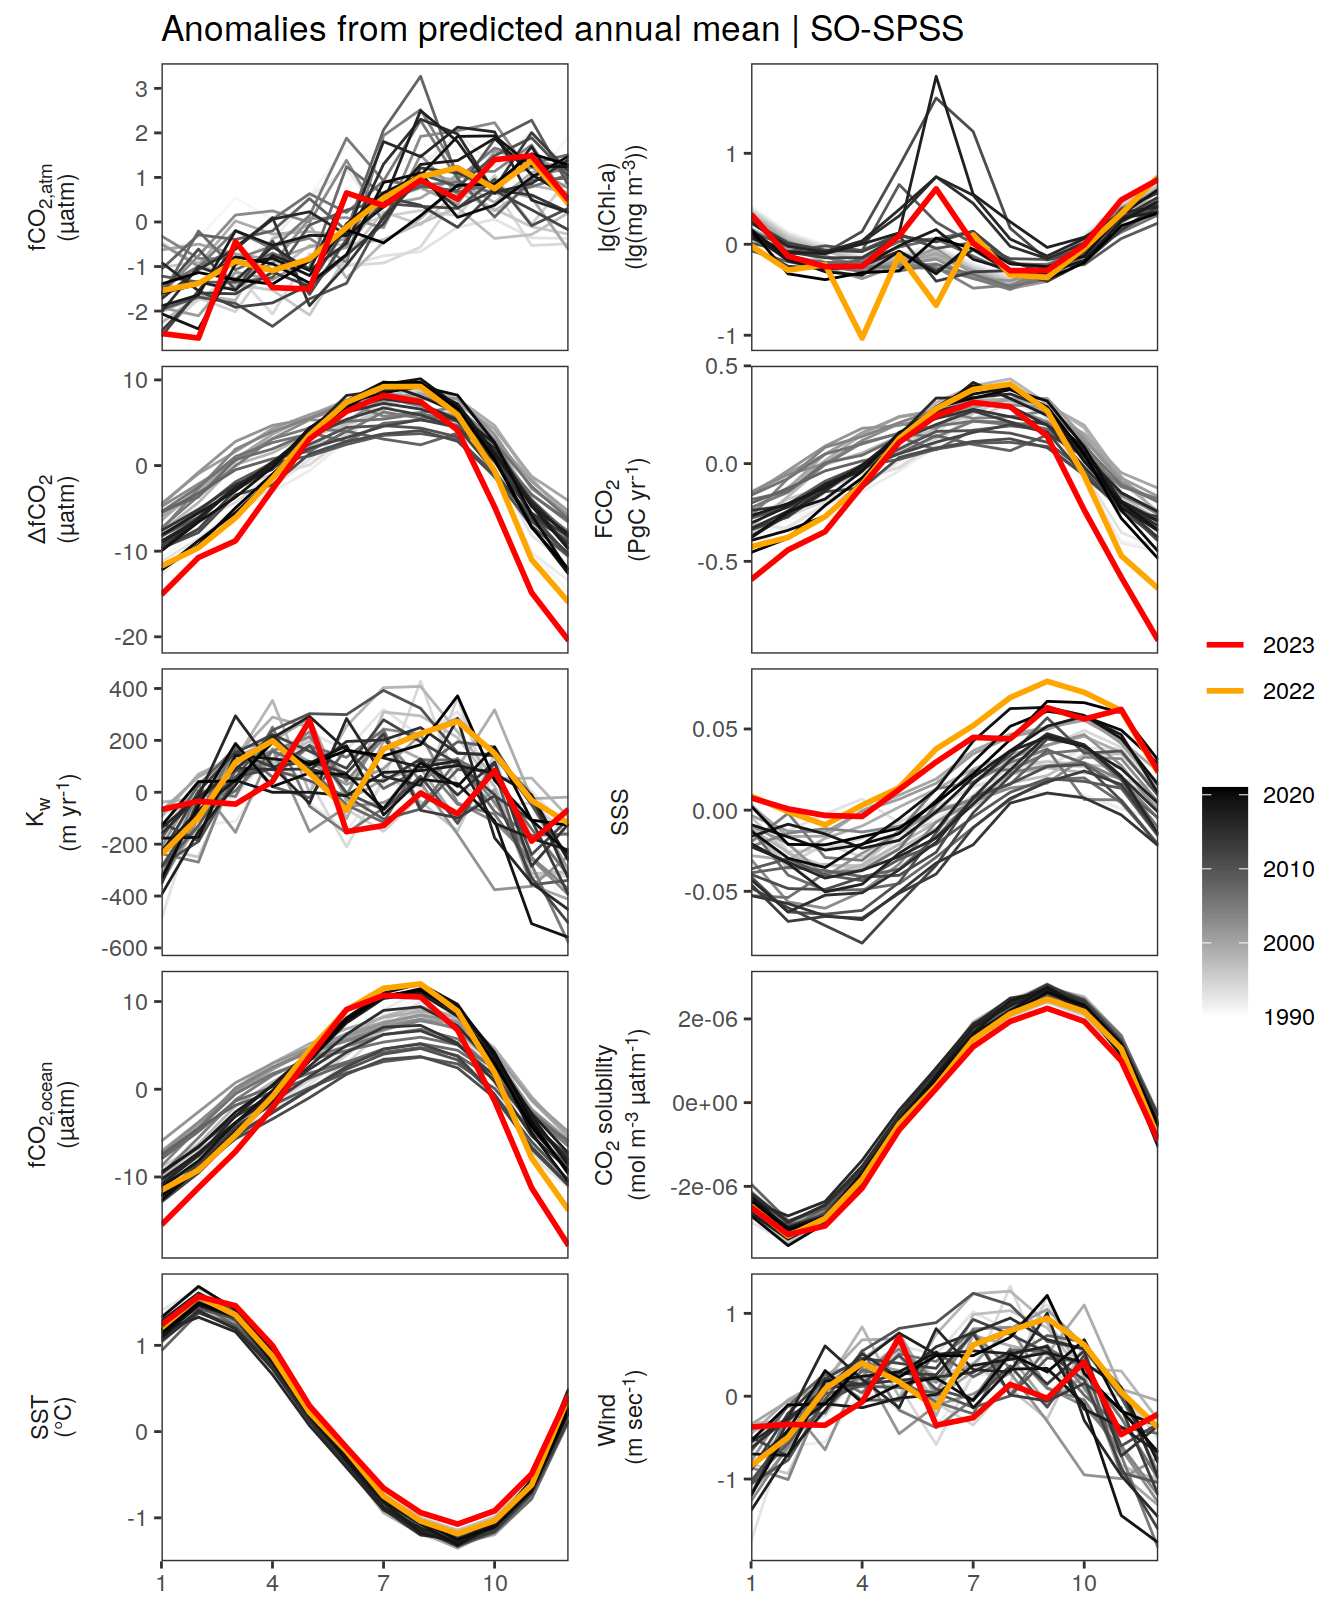 Anomalies from predicted annual mean | SO-SPSS
fCO2,atm
(µatm)
3
2
1
0
-1
-2
lg(Chl-a)
(lg(mg m-3))
1
0
-1
ΔfCO2
(µatm)
10
0
-10
-20
FCO2
(PgC yr-1)
0.5
0.0
-0.5
Kw
(m yr-1)
400
200
0
-200
-400
-600
SSS
0.05
0.00
-0.05
fCO2,ocean
(µatm)
10
0
-10
CO2 solubility
(mol m-3 µatm-1)
2e-06
0e+00
-2e-06
SST
(°C)
1
0
-1
1
4
7
10
Wind
(m sec-1)
1
0
-1
1
4
7
10
2023
2022
2020
2010
2000
1990